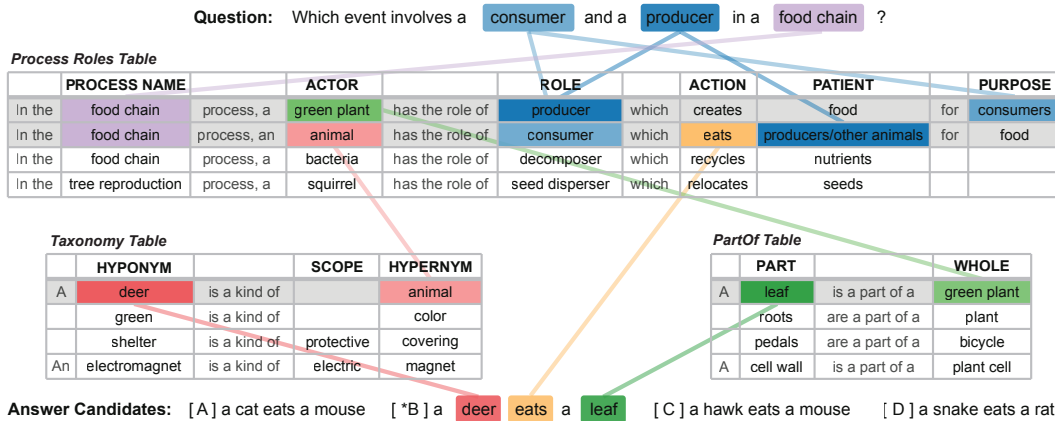 Question: Which event involves a consumer and a producer in a food chain ?
Process Roles Table
PROCESS NAME ACTOR ROLE ACTION PATIENT PURPOSE
In the food chain process, a green plant has the role of producer which creates food for consumers
In the food chain process, an animal has the role of consumer which eats producers/other animals for food
In the food chain process, a bacteria has the role of decomposer which recycles nutrients
In the tree reproduction process, a squirrel has the role of seed disperser which relocates seeds
Taxonomy Table
HYPONYM SCOPE HYPERNYM
A deer is a kind of animal
green is a kind of color
shelter is a kind of protective covering
An electromagnet is a kind of electric magnet
PartOf Table
PART WHOLE
A leaf is a part of a green plant
roots are a part of a plant
pedals are a part of a bicycle
A cell wall is a part of a plant cell
Answer Candidates: [ A ] a cat eats a mouse [ *B ] a deer eats a leaf [ C ] a hawk eats a mouse [ D ] a snake eats a rat